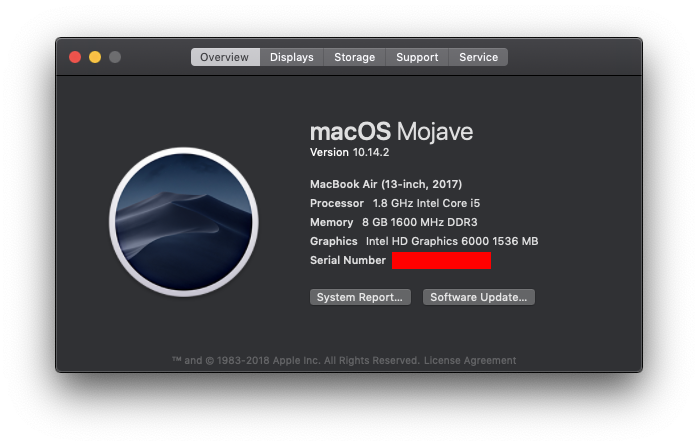 Overview Displays Storage Support Service
macOS Mojave
Version 10.14.2
MacBook Air (13-inch, 2017)
Processor 1.8 GHz Intel Core i5
Memory 8 GB 1600 MHz DDR3
Graphics Intel HD Graphics 6000 1536 MB
Serial Number
System Report... Software Update...
™ and © 1983-2018 Apple Inc. All Rights Reserved. License Agreement